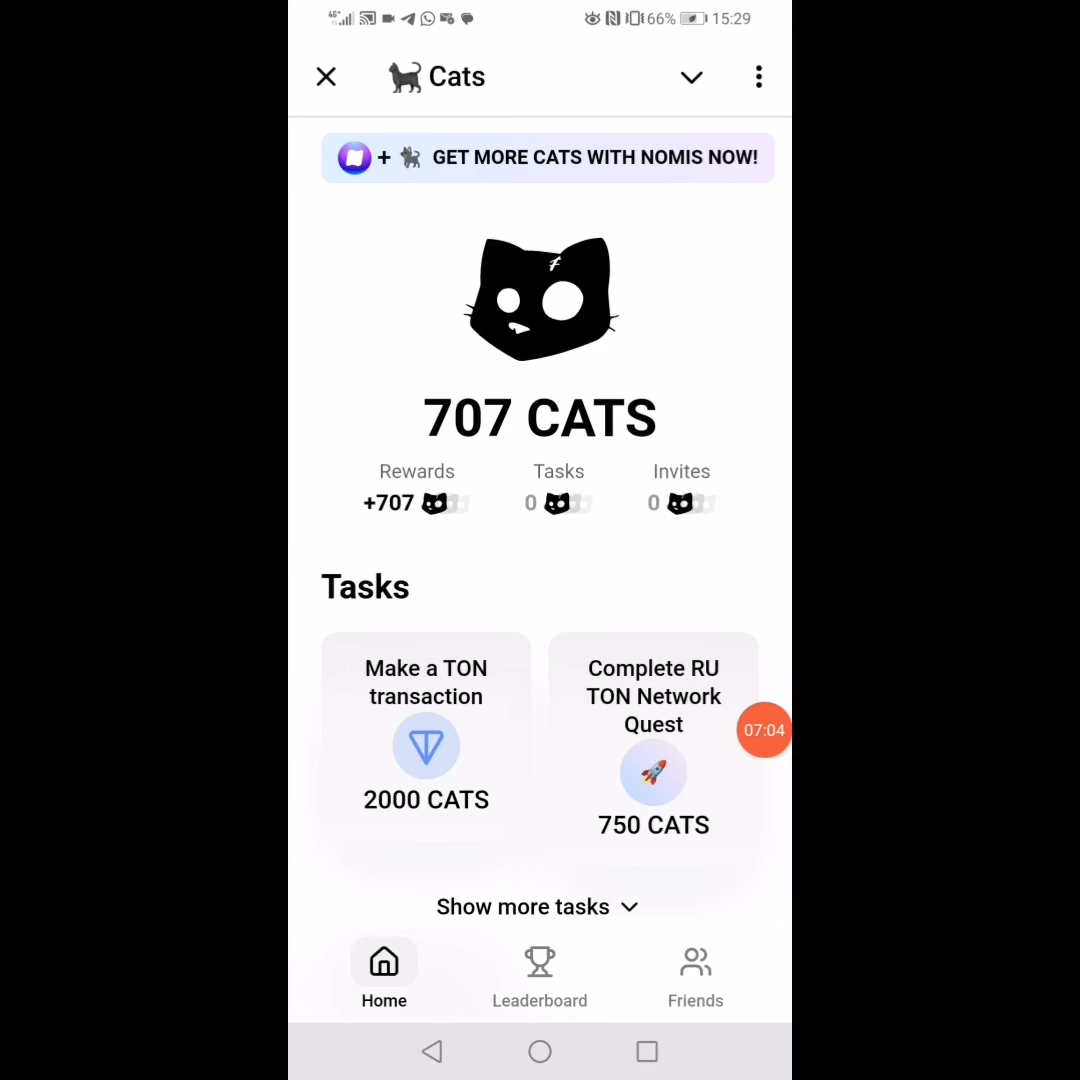 4G+ 66% 15:29
🐈‍⬛ Cats
+ 🐈‍⬛ GET MORE CATS WITH NOMIS NOW!
707 CATS
Rewards Tasks Invites
+707 0 0
Tasks
Make a TON
transaction
2000 CATS
Complete RU
TON Network
Quest
750 CATS
07:04
Show more tasks
Home Leaderboard Friends